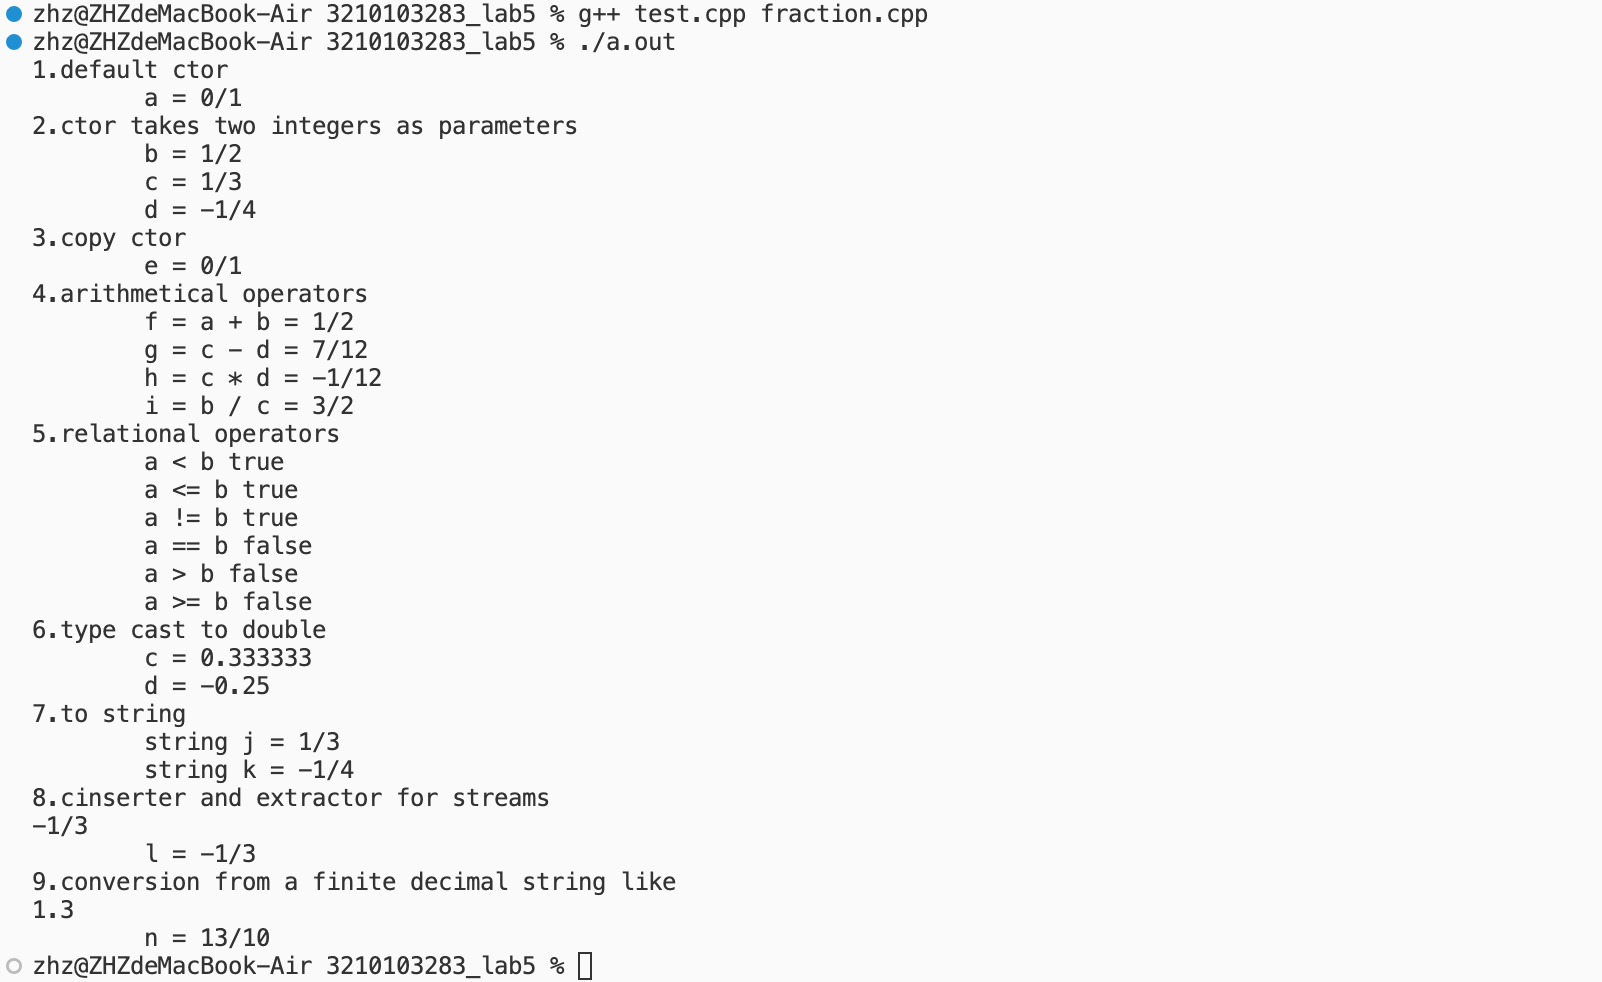 zhz@ZHZdeMacBook-Air 3210103283_lab5 % g++ test.cpp fraction.cpp
zhz@ZHZdeMacBook-Air 3210103283_lab5 % ./a.out
1.default ctor
        a = 0/1
2.ctor takes two integers as parameters
        b = 1/2
        c = 1/3
        d = -1/4
3.copy ctor
        e = 0/1
4.arithmetical operators
        f = a + b = 1/2
        g = c - d = 7/12
        h = c * d = -1/12
        i = b / c = 3/2
5.relational operators
        a < b true
        a <= b true
        a != b true
        a == b false
        a > b false
        a >= b false
6.type cast to double
        c = 0.333333
        d = -0.25
7.to string
        string j = 1/3
        string k = -1/4
8.cinserter and extractor for streams
-1/3
        l = -1/3
9.conversion from a finite decimal string like
1.3
        n = 13/10
zhz@ZHZdeMacBook-Air 3210103283_lab5 %